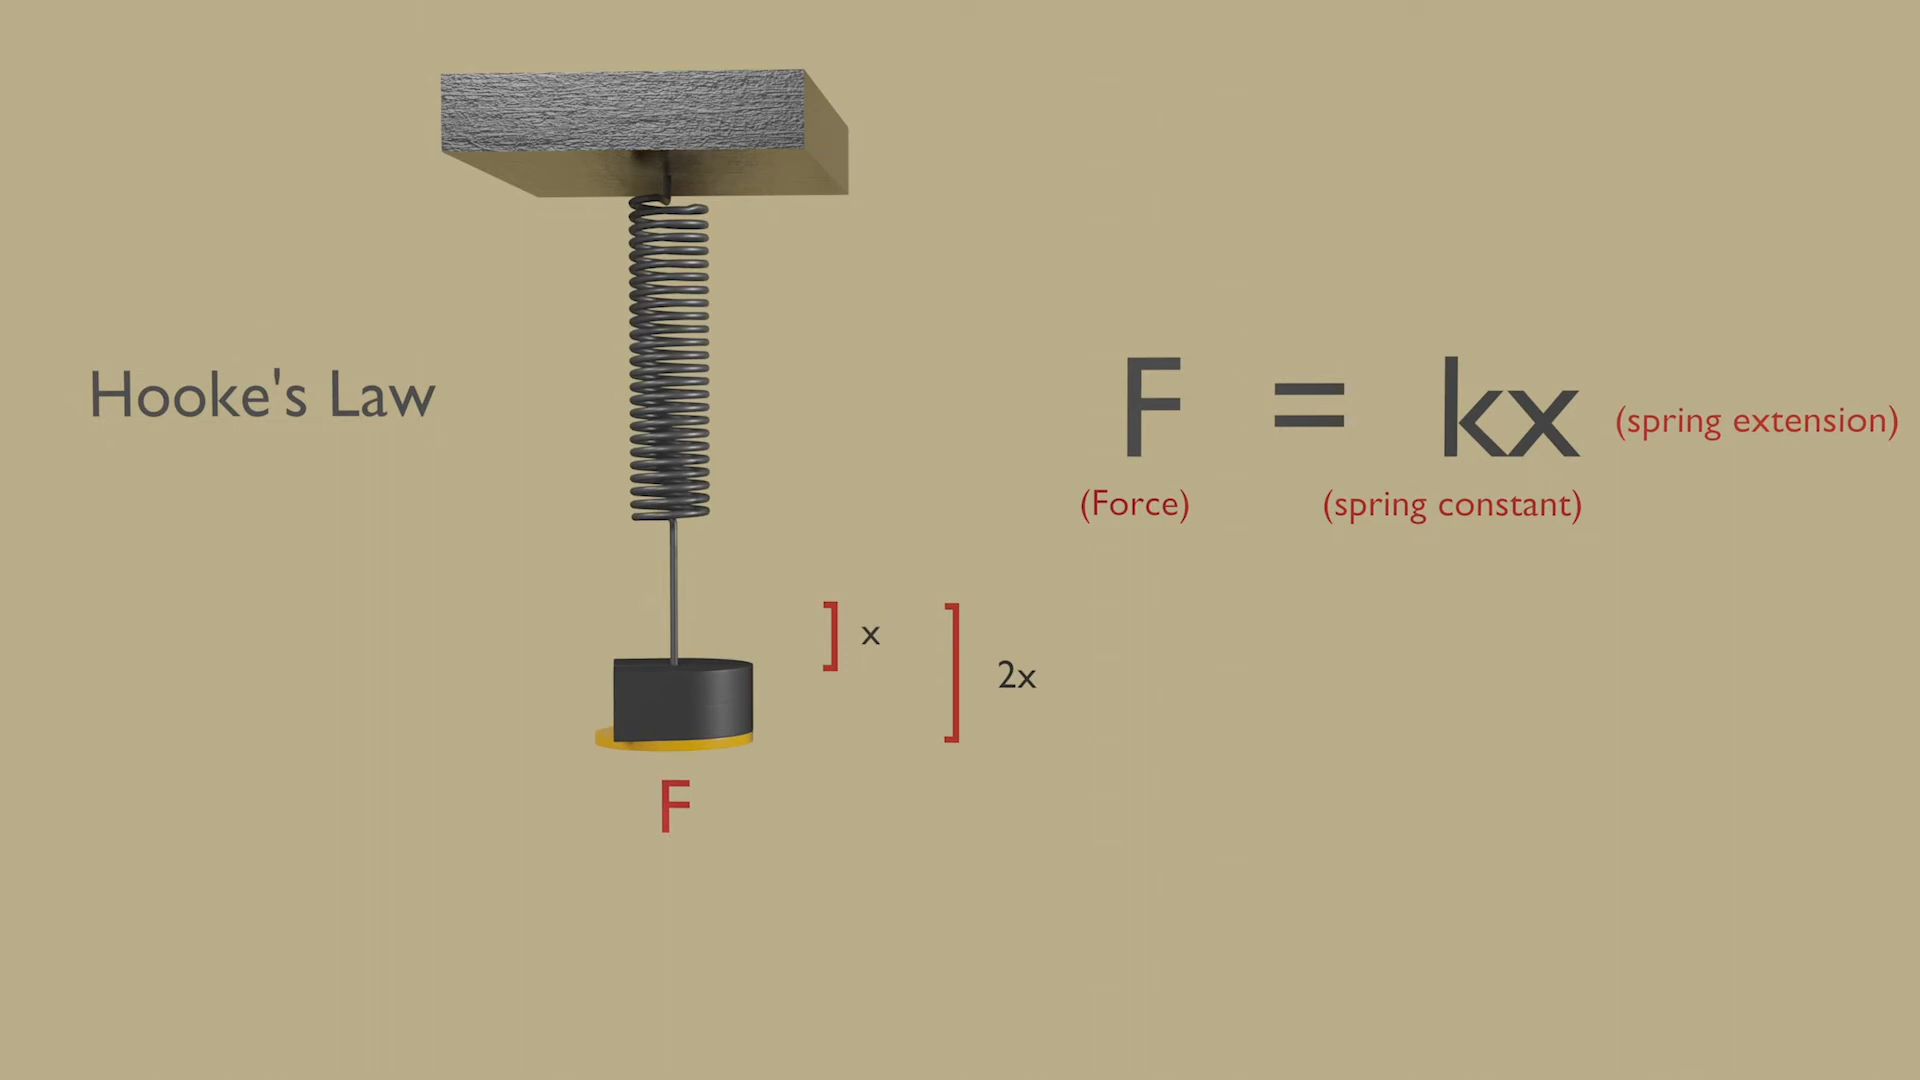 Hooke's Law
F = kx
(spring extension)
(Force)
(spring constant)
x
2x
F